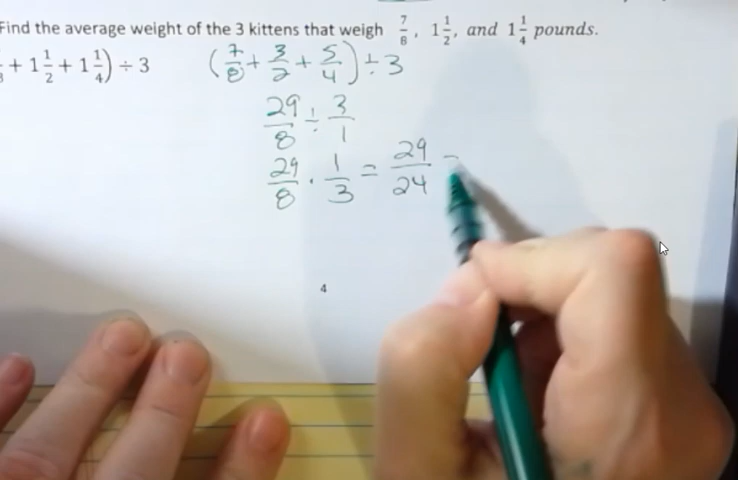 Find the average weight of the 3 kittens that weigh 7/8, 1 1/2, and 1 1/4 pounds.
+ 1 1/2 + 1 1/4) ÷ 3 (7/8 + 3/2 + 5/4) ÷ 3
29/8 ÷ 3/1
29/8 · 1/3 = 29/24 =
4